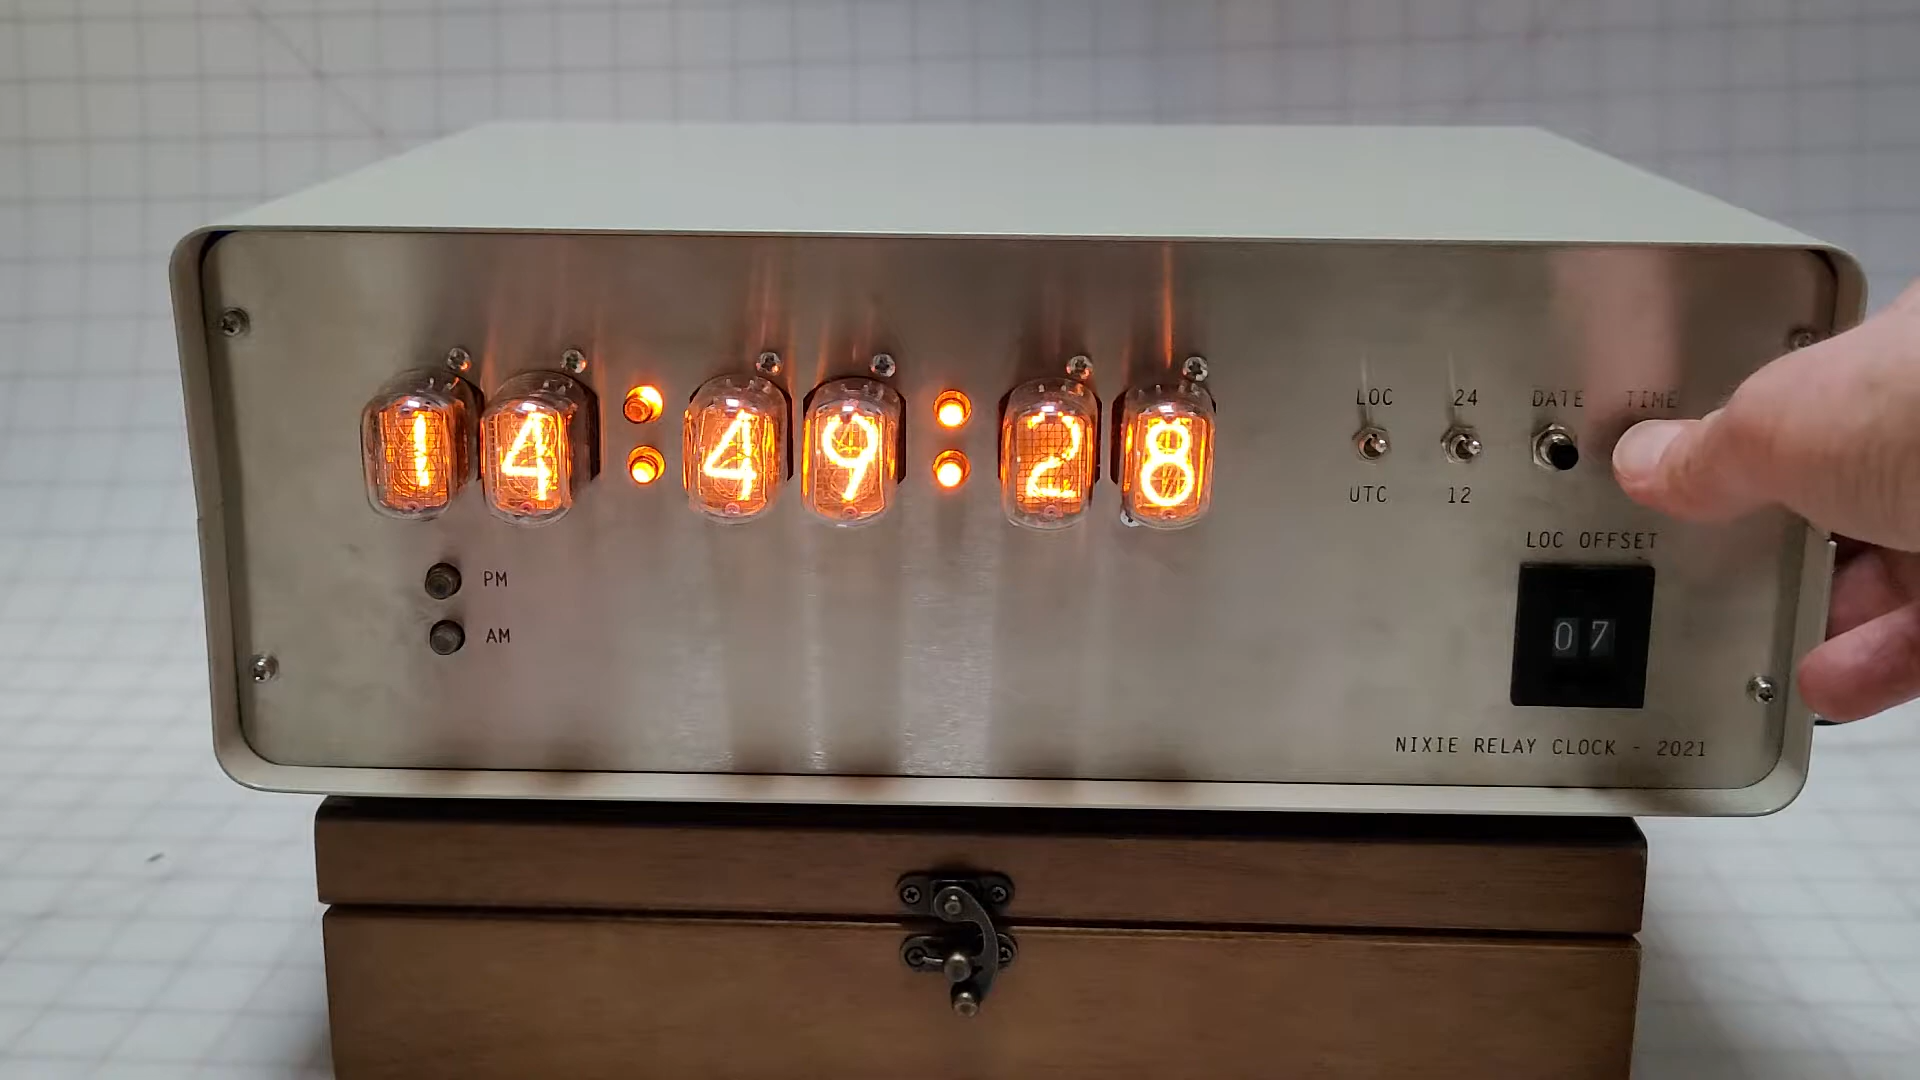 14:49:28
LOC 24 DATE TIME
UTC 12
LOC OFFSET
PM
AM
07
NIXIE RELAY CLOCK - 2021